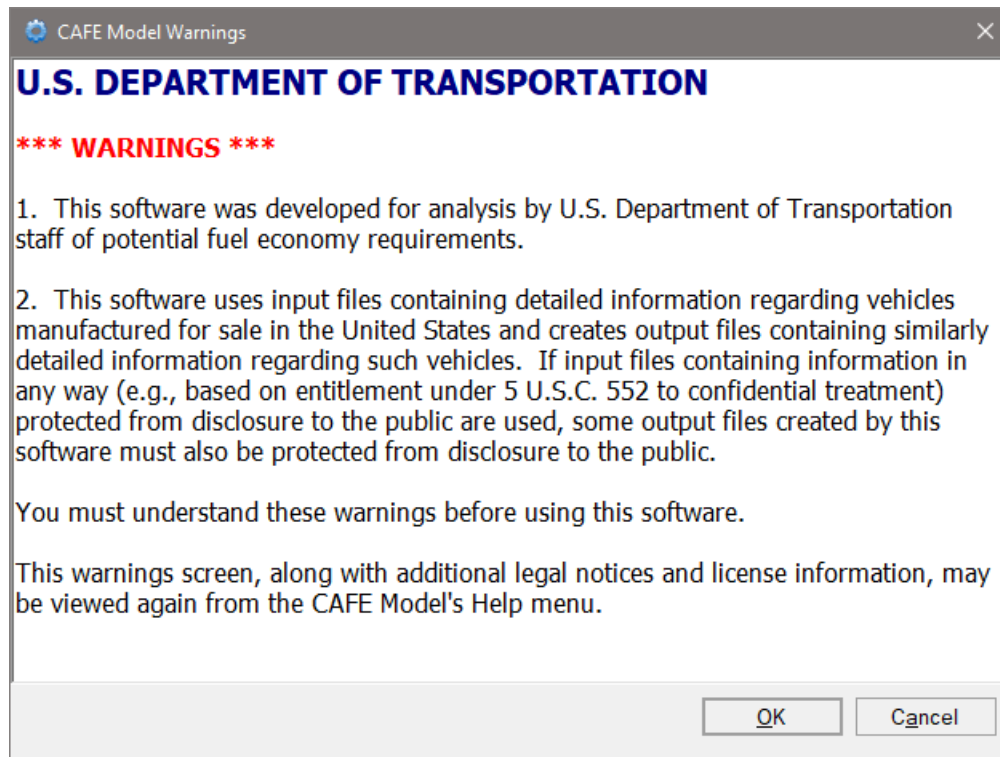 CAFE Model Warnings
U.S. DEPARTMENT OF TRANSPORTATION
*** WARNINGS ***
1.  This software was developed for analysis by U.S. Department of Transportation
staff of potential fuel economy requirements.
2.  This software uses input files containing detailed information regarding vehicles
manufactured for sale in the United States and creates output files containing similarly
detailed information regarding such vehicles.  If input files containing information in
any way (e.g., based on entitlement under 5 U.S.C. 552 to confidential treatment)
protected from disclosure to the public are used, some output files created by this
software must also be protected from disclosure to the public.
You must understand these warnings before using this software.
This warnings screen, along with additional legal notices and license information, may
be viewed again from the CAFE Model's Help menu.
OK Cancel